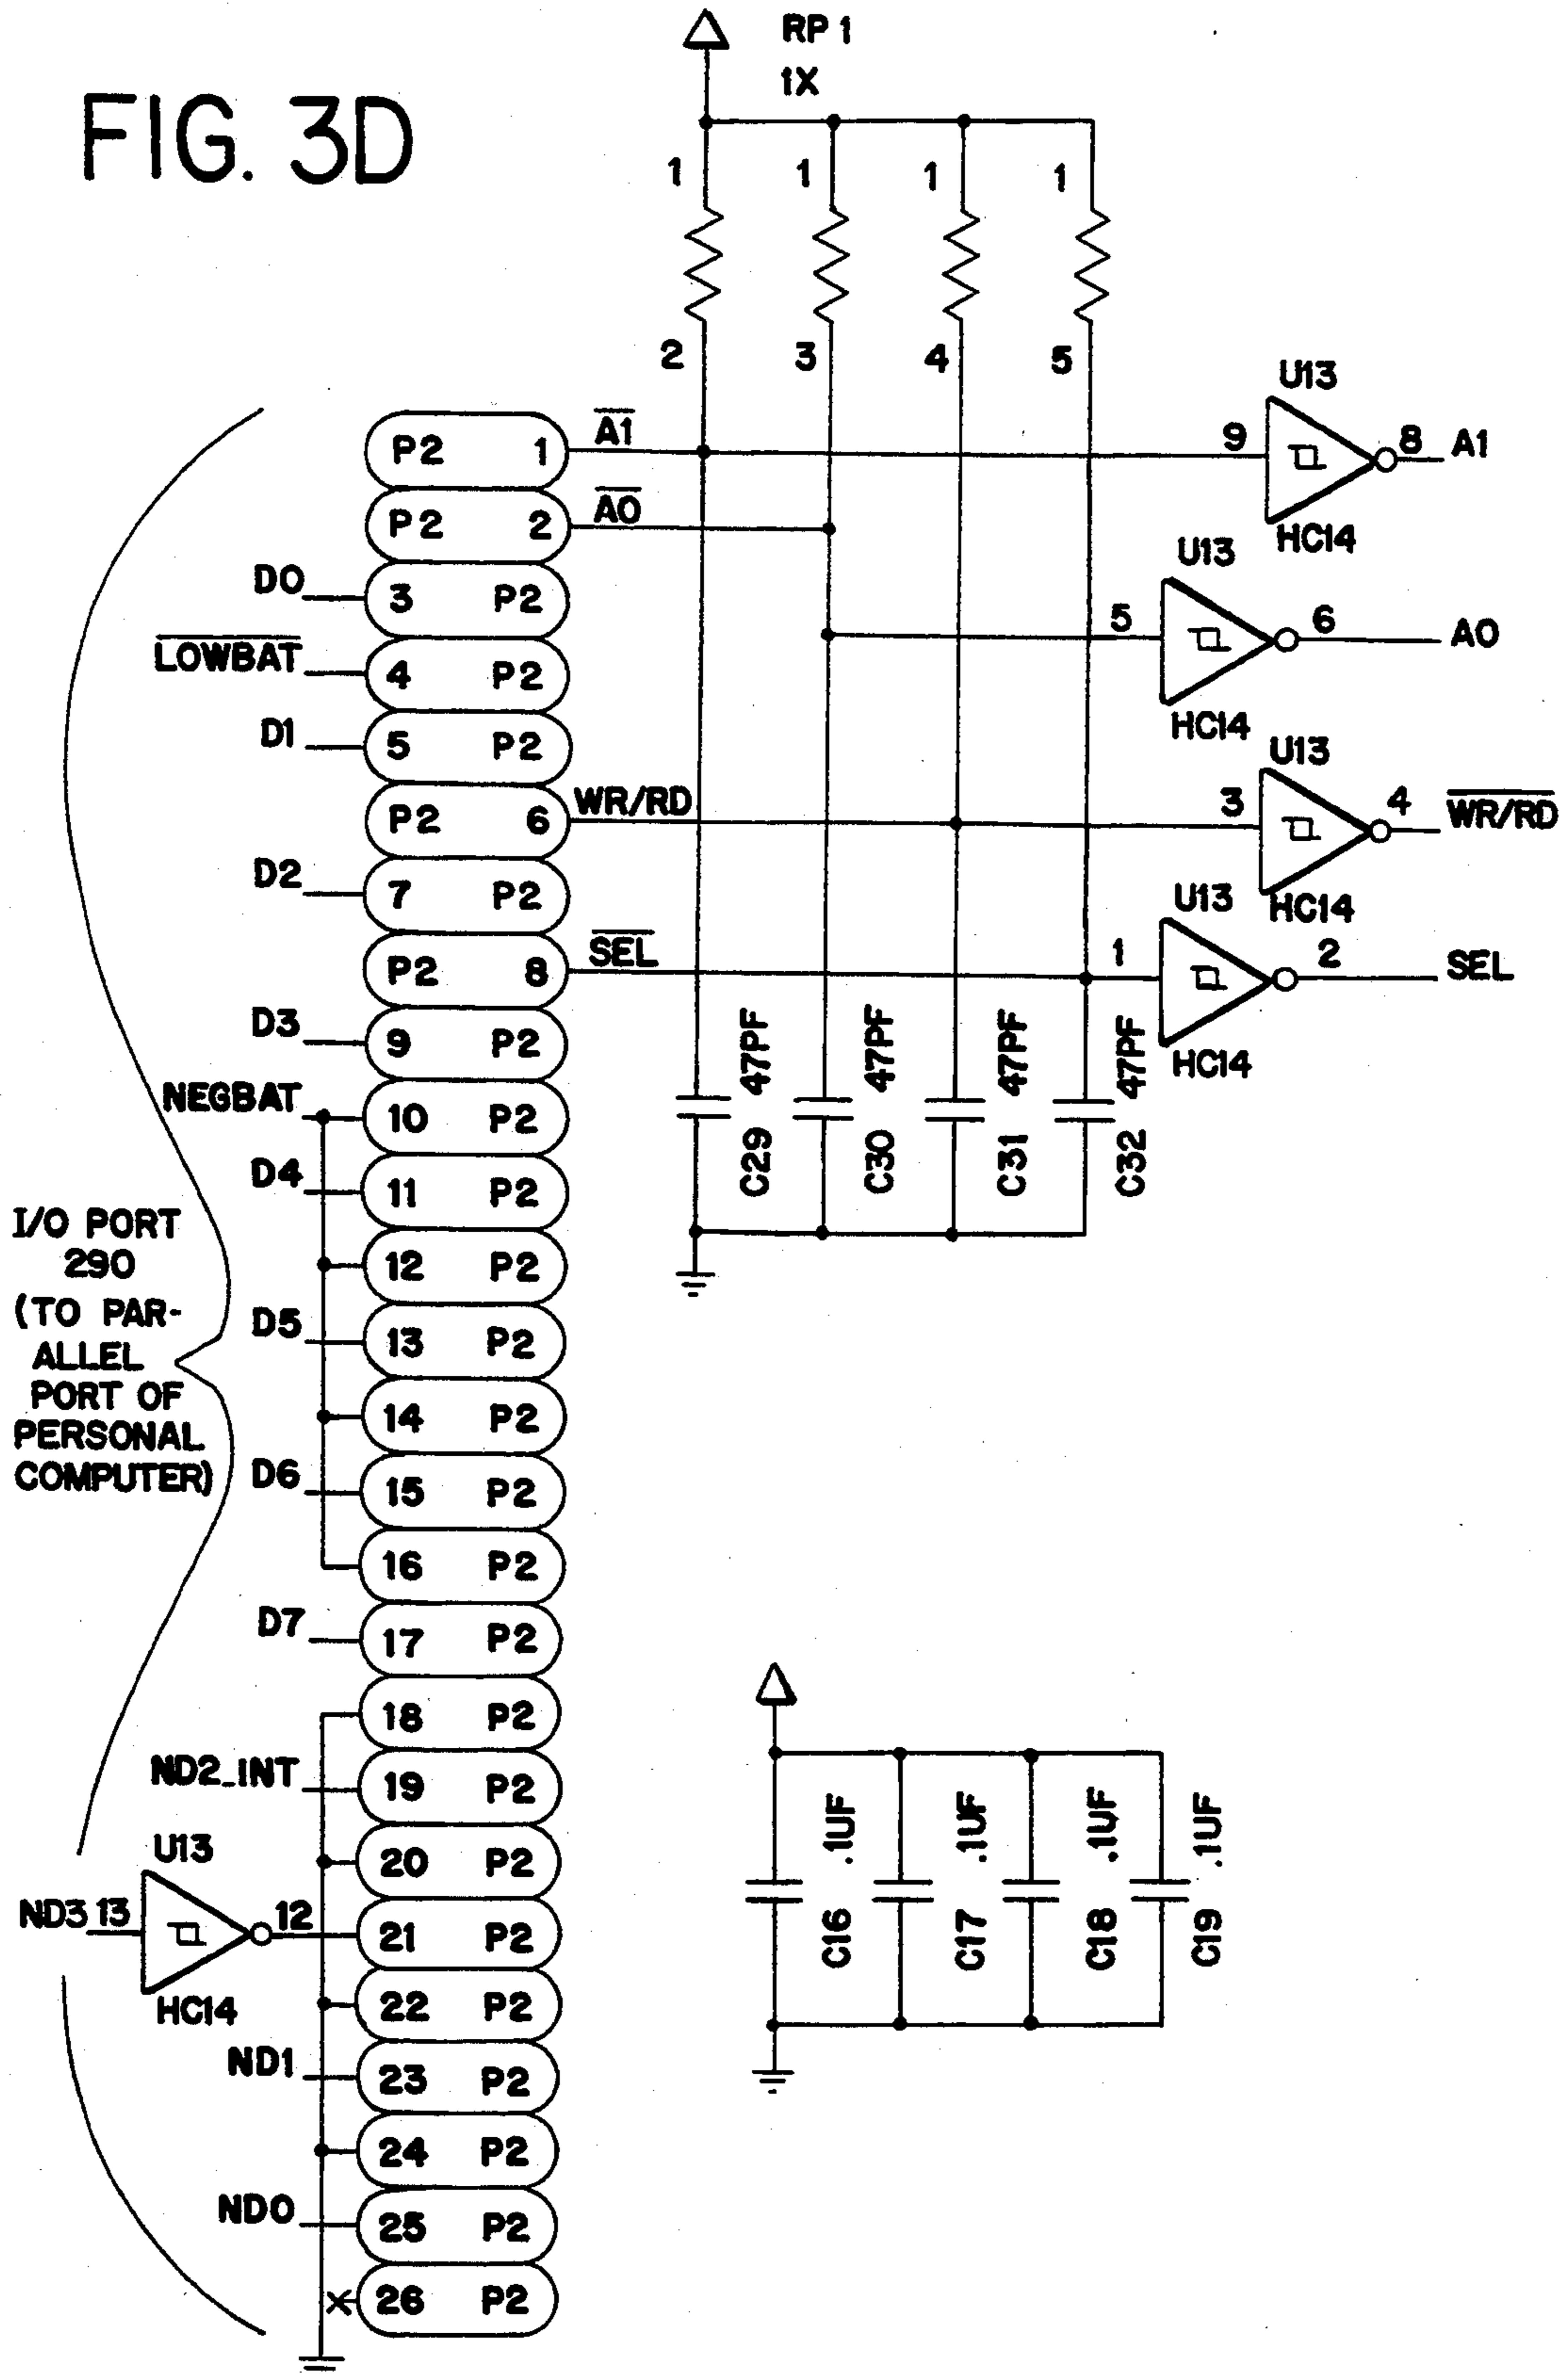 FIG. 3D
RP 1
1X
1 1 1 1
2 3 4 5
U13
P2 1 A1 9 8 A1
HC14
P2 2 A0
U13
D0 3 P2
5 6 A0
LOWBAT 4 P2
HC14
D1 5 P2
U13
P2 6 WR/RD 3 4 WR/RD
HC14
D2 7 P2
U13
P2 8 SEL 1 2 SEL
HC14
D3 9 P2
47PF 47PF 47PF 47PF
NEGBAT 10 P2
C29 C30 C31 C32
D4 11 P2
12 P2
D5 13 P2
14 P2
D6 15 P2
16 P2
D7 17 P2
18 P2
ND2_INT 19 P2
20 P2
U13
ND3 13 12 21 P2
HC14
22 P2
ND1 23 P2
24 P2
ND0 25 P2
26 P2
I/O PORT
290
(TO PAR-
ALLEL
PORT OF
PERSONAL
COMPUTER)
.1UF .1UF .1UF .1UF
C16 C17 C18 C19